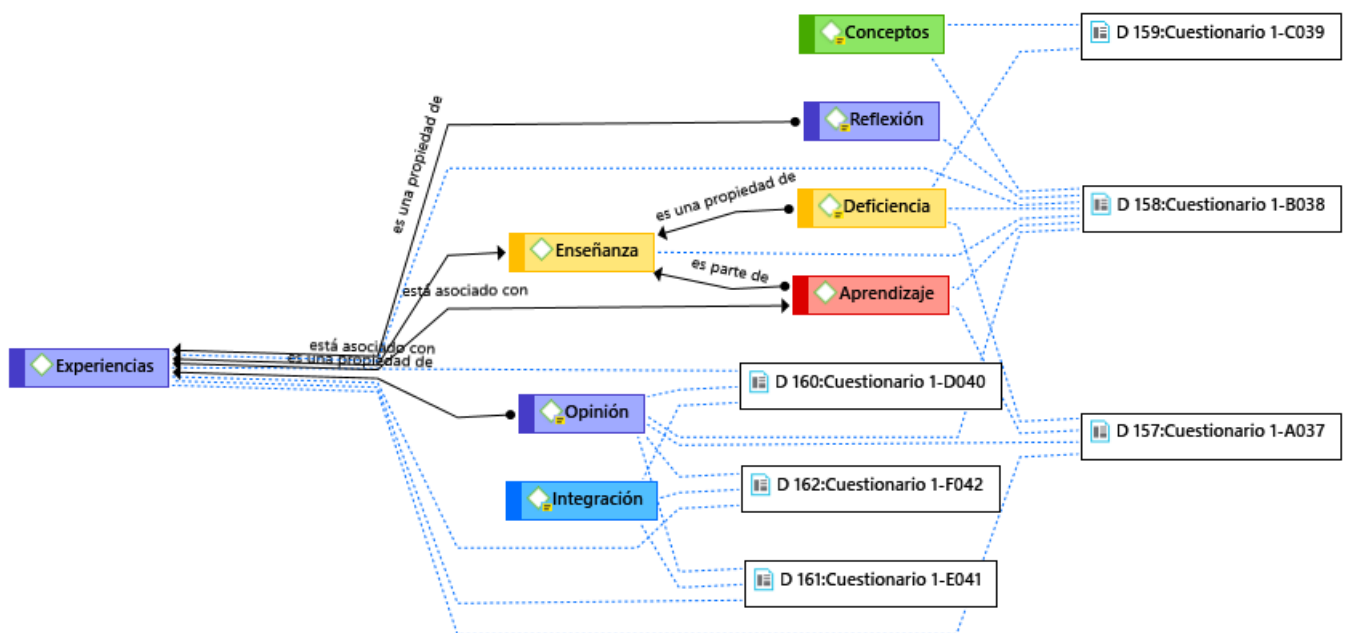 Conceptos
D 159:Cuestionario 1-C039
Reflexión
es una propiedad de
es una propiedad de
Deficiencia
D 158:Cuestionario 1-B038
Enseñanza
es parte de
Aprendizaje
está asociado con
está asociado con
es una propiedad de
Experiencias
D 160:Cuestionario 1-D040
Opinión
D 157:Cuestionario 1-A037
D 162:Cuestionario 1-F042
Integración
D 161:Cuestionario 1-E041